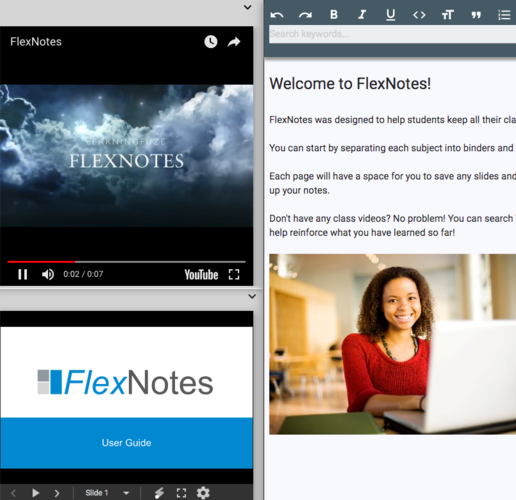 FlexNotes
LEARNINGFUZE
FLEXNOTES
0:02 / 0:07
YouTube
FlexNotes
User Guide
Slide 1
B I U <> TT
Search keywords...
Welcome to FlexNotes!
FlexNotes was designed to help students keep all their cla
You can start by separating each subject into binders and
Each page will have a space for you to save any slides and
up your notes.
Don't have any class videos? No problem! You can search
help reinforce what you have learned so far!